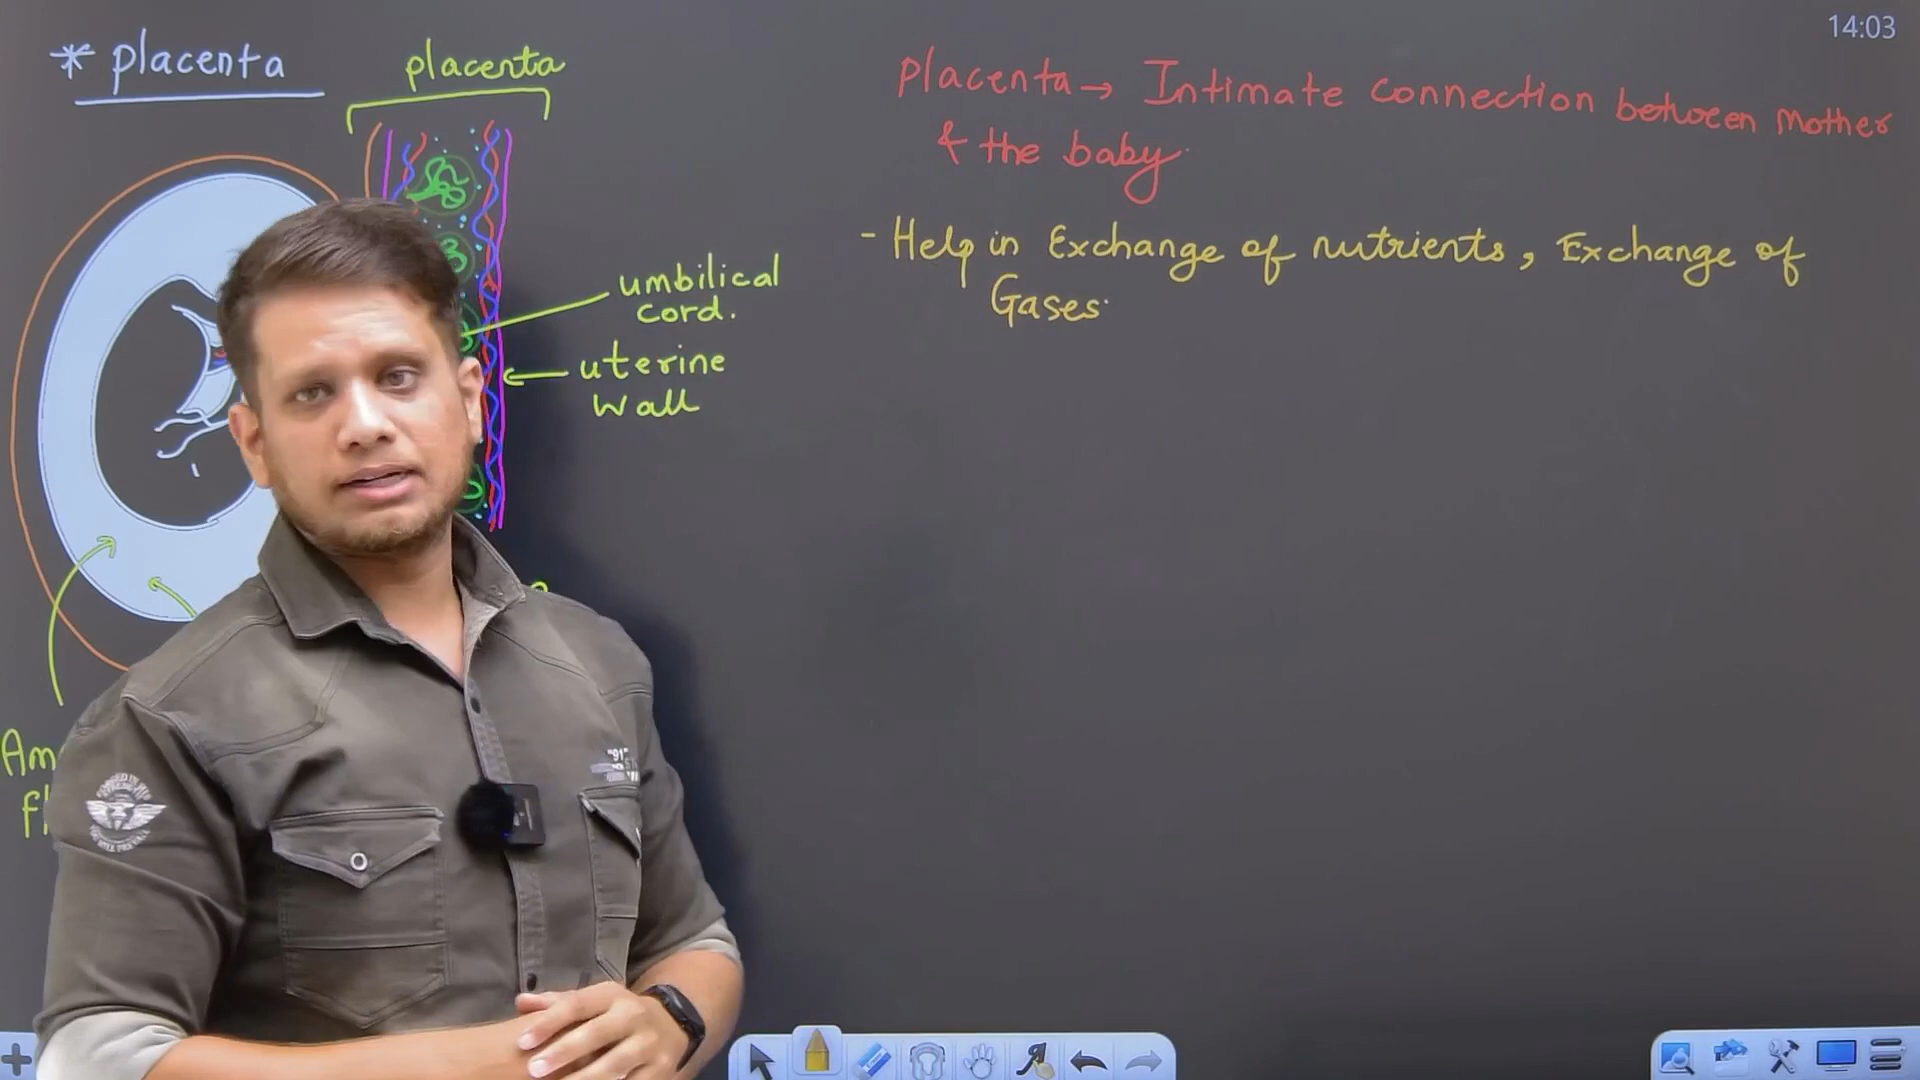 14:03
* placenta
placenta
umbilical
cord.
uterine
wall
placenta → Intimate connection between Mother
& the baby.
- Help in Exchange of nutrients, Exchange of
Gases.
"91"